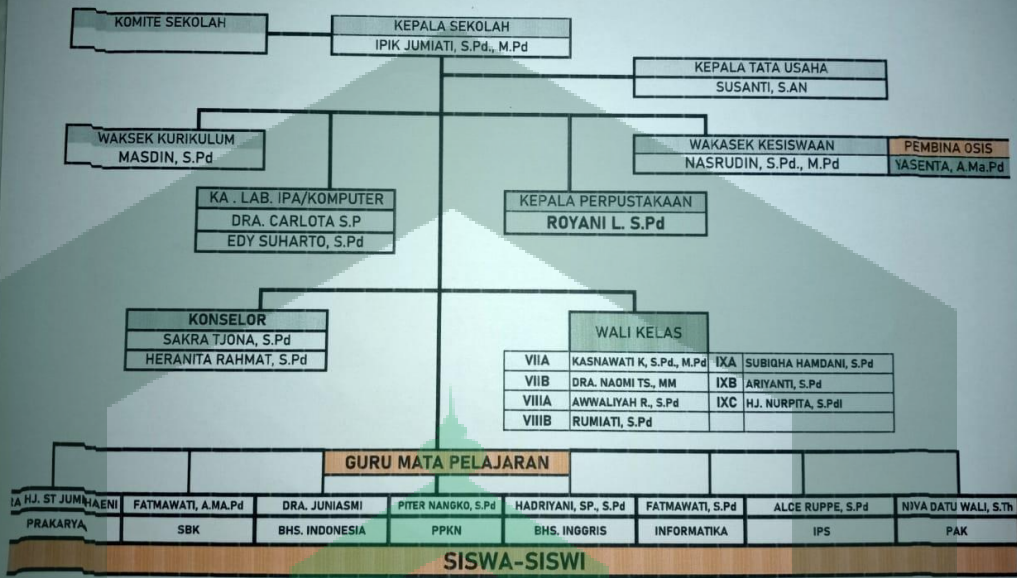 KOMITE SEKOLAH
KEPALA SEKOLAH
IPIK JUMIATI, S.Pd., M.Pd
KEPALA TATA USAHA
SUSANTI, S.AN
WAKSEK KURIKULUM
MASDIN, S.Pd
WAKASEK KESISWAAN
NASRUDIN, S.Pd., M.Pd
PEMBINA OSIS
YASENTA, A.Ma.Pd
KA . LAB. IPA/KOMPUTER
DRA. CARLOTA S.P
EDY SUHARTO, S.Pd
KEPALA PERPUSTAKAAN
ROYANI L. S.Pd
KONSELOR
SAKRA TJONA, S.Pd
HERANITA RAHMAT, S.Pd
WALI KELAS
VIIA KASNAWATI K, S.Pd., M.Pd IXA SUBIQHA HAMDANI, S.Pd
VIIB DRA. NAOMI TS., MM IXB ARIYANTI, S.Pd
VIIIA AWWALIYAH R., S.Pd IXC HJ. NURPITA, S.PdI
VIIIB RUMIATI, S.Pd
GURU MATA PELAJARAN
HJ. ST FATMAWATI, A.MA.Pd DRA. JUNIASMI PITER NANGKO, S.Pd HADRIYANI, SP., S.Pd FATMAWATI, S.Pd ALCE RUPPE, S.Pd NIVA DATU WALI, S.Th
PRAKARYA SBK BHS. INDONESIA PPKN BHS. INGGRIS INFORMATIKA IPS PAK
SISWA-SISWI